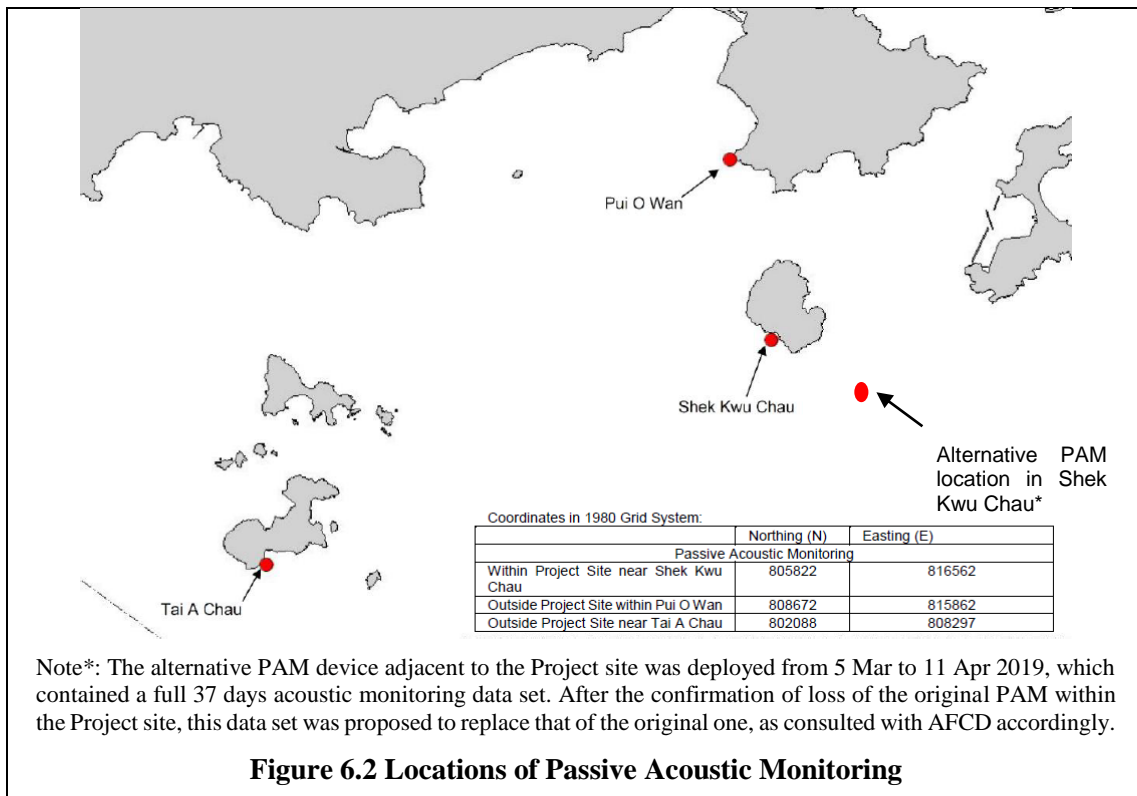 Pui O Wan
Shek Kwu Chau
Alternative PAM
location in Shek
Kwu Chau*
Tai A Chau
Coordinates in 1980 Grid System:
Northing (N) Easting (E)
Passive Acoustic Monitoring
Within Project Site near Shek Kwu 805822 816562
Chau
Outside Project Site within Pui O Wan 808672 815862
Outside Project Site near Tai A Chau 802088 808297
Note*: The alternative PAM device adjacent to the Project site was deployed from 5 Mar to 11 Apr 2019, which
contained a full 37 days acoustic monitoring data set. After the confirmation of loss of the original PAM within
the Project site, this data set was proposed to replace that of the original one, as consulted with AFCD accordingly.
Figure 6.2 Locations of Passive Acoustic Monitoring